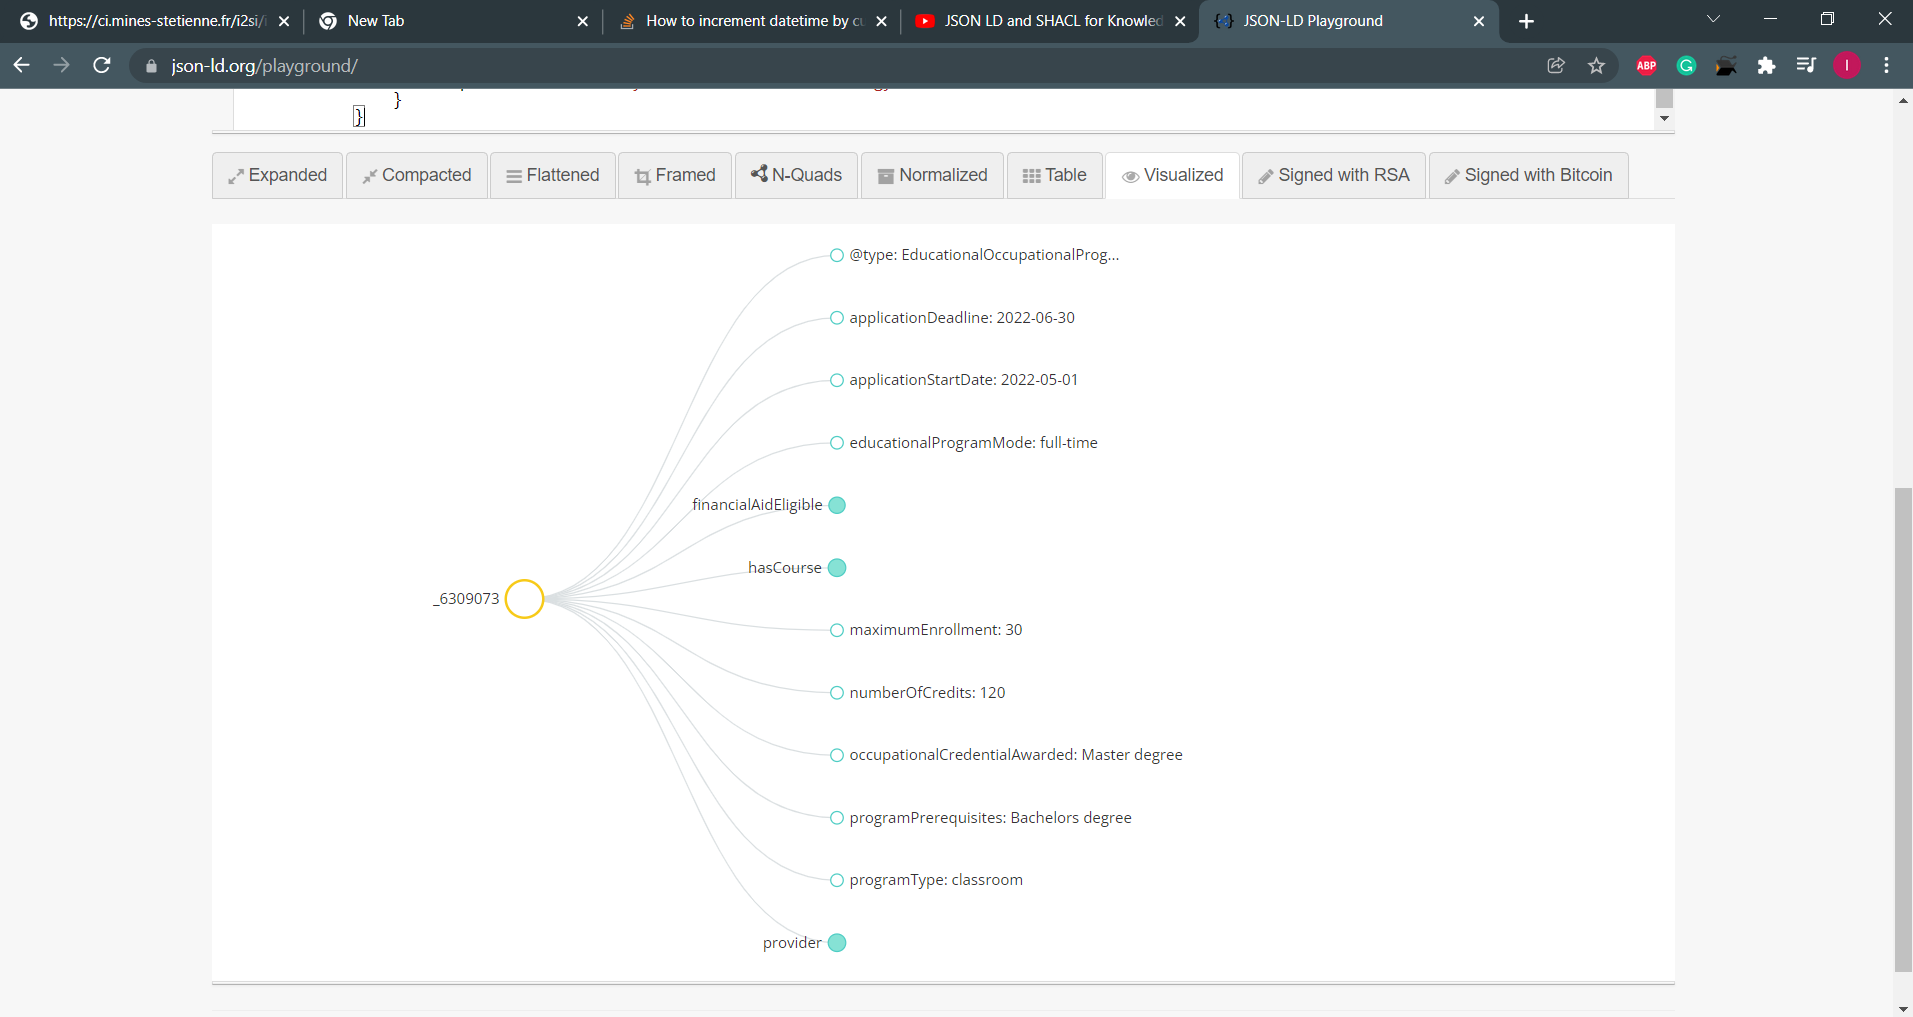 https://ci.mines-stetienne.fr/i2si/
New Tab
How to increment datetime by cu
JSON LD and SHACL for Knowled
JSON-LD Playground
json-ld.org/playground/
ABP
G
I
}
}
Expanded
Compacted
Flattened
Framed
N-Quads
Normalized
Table
Visualized
Signed with RSA
Signed with Bitcoin
@type: EducationalOccupationalProg...
applicationDeadline: 2022-06-30
applicationStartDate: 2022-05-01
educationalProgramMode: full-time
financialAidEligible
hasCourse
_6309073
maximumEnrollment: 30
numberOfCredits: 120
occupationalCredentialAwarded: Master degree
programPrerequisites: Bachelors degree
programType: classroom
provider